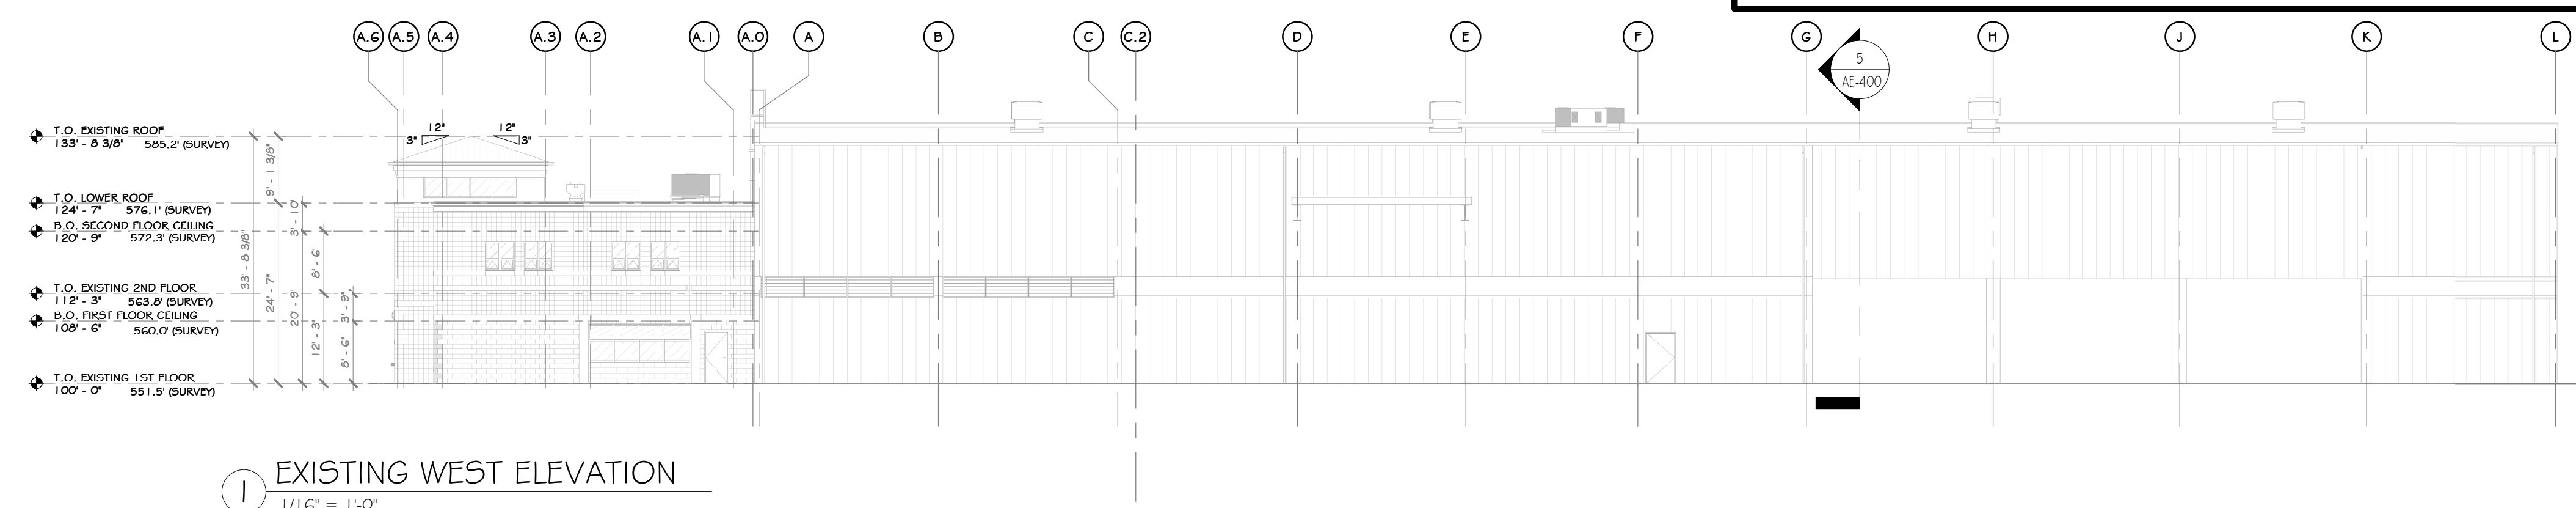 A.6 A.5 A.4 A.3 A.2 A.1 A.0 A B C C.2 D E F G H J K L
5
AE-400
12" 12"
3" 3"
T.O. EXISTING ROOF
133' - 8 3/8" 585.2' (SURVEY)
T.O. LOWER ROOF
124' - 7" 576.1' (SURVEY)
B.O. SECOND FLOOR CEILING
120' - 9" 572.3' (SURVEY)
T.O. EXISTING 2ND FLOOR
112' - 3" 563.8' (SURVEY)
B.O. FIRST FLOOR CEILING
108' - 6" 560.0' (SURVEY)
T.O. EXISTING 1ST FLOOR
100' - 0" 551.5' (SURVEY)
33' - 8 3/8"
9' - 1 3/8"
24' - 7"
3' - 10"
20' - 9"
8' - 6"
12' - 3"
3' - 9"
8' - 6"
1 EXISTING WEST ELEVATION
1/16" = 1'-0"